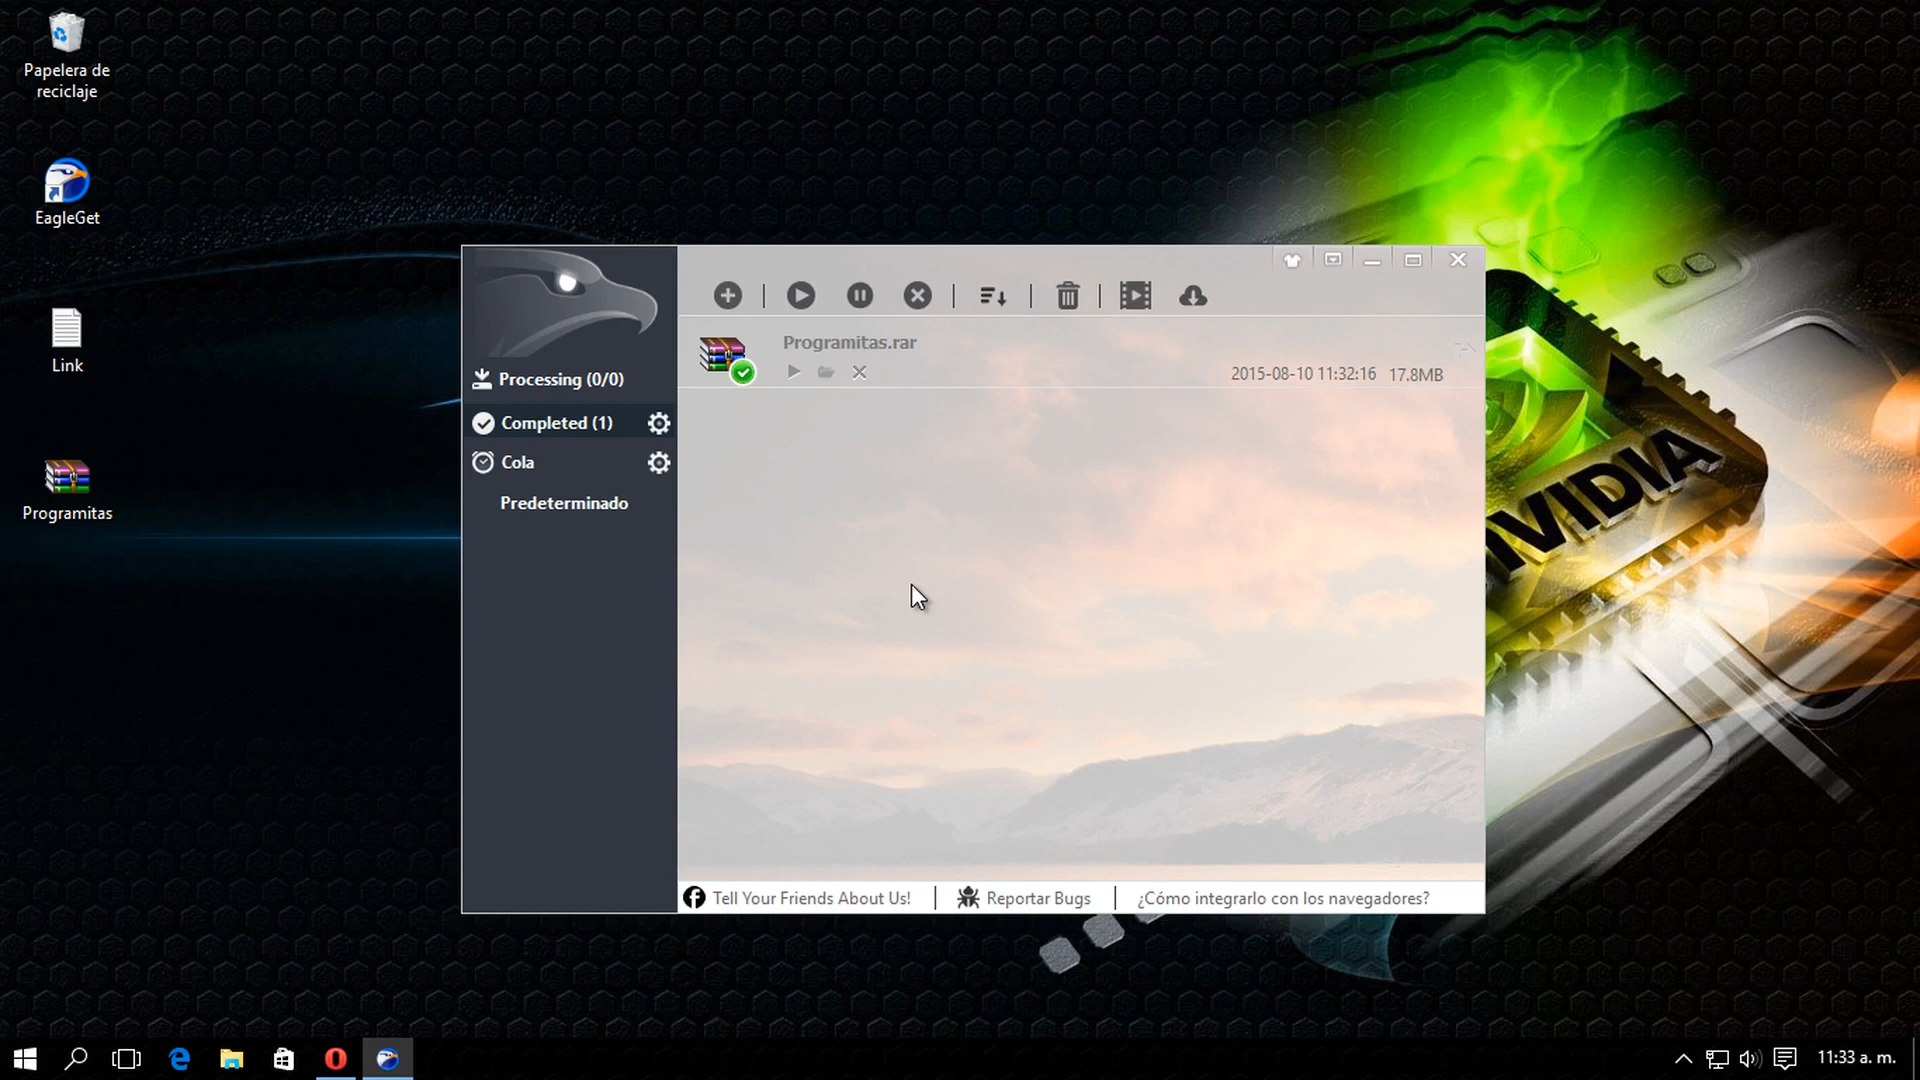 Papelera de
reciclaje
EagleGet
Link
Programitas
Processing (0/0)
Completed (1)
Cola
Predeterminado
Programitas.rar
2015-08-10 11:32:16 17.8MB
Tell Your Friends About Us!
Reportar Bugs
¿Cómo integrarlo con los navegadores?
NVIDIA
11:33 a. m.